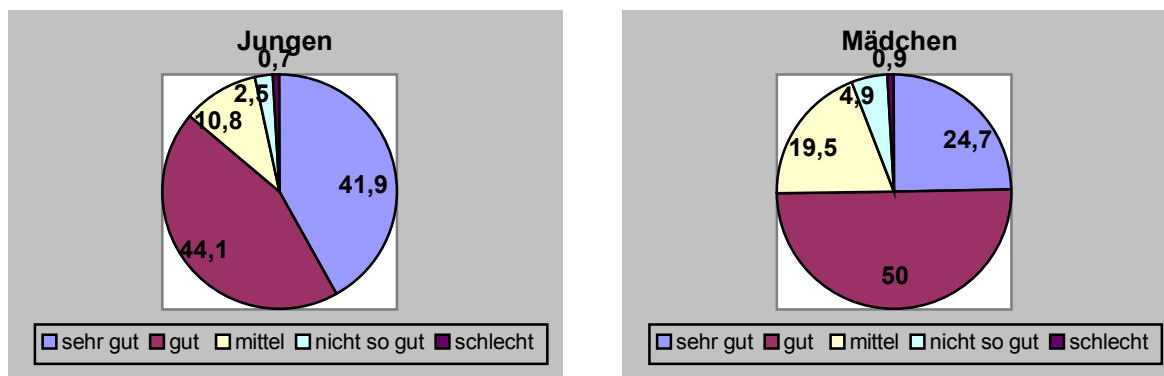 Jungen
0,7
2,5
10,8
41,9
44,1
sehr gut gut mittel nicht so gut schlecht
Mädchen
0,9
4,9
24,7
19,5
50
sehr gut gut mittel nicht so gut schlecht